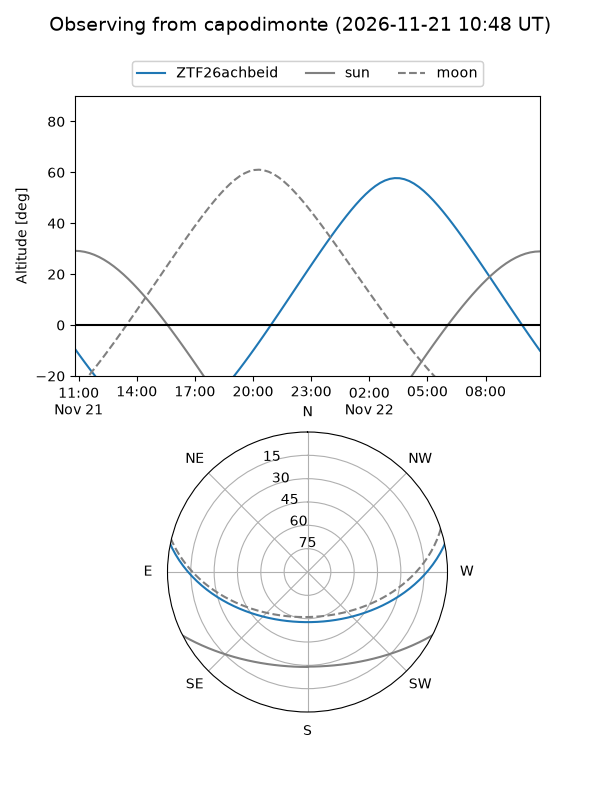 Observing from capodimonte (2026-11-21 10:48 UT)
ZTF26achbeid sun moon
Altitude [deg]
80
60
40
20
0
−20
11:00 14:00 17:00 20:00 23:00 02:00 05:00 08:00
Nov 21 Nov 22
N
NE NW
15
30
45
60
75
E W
SE SW
S